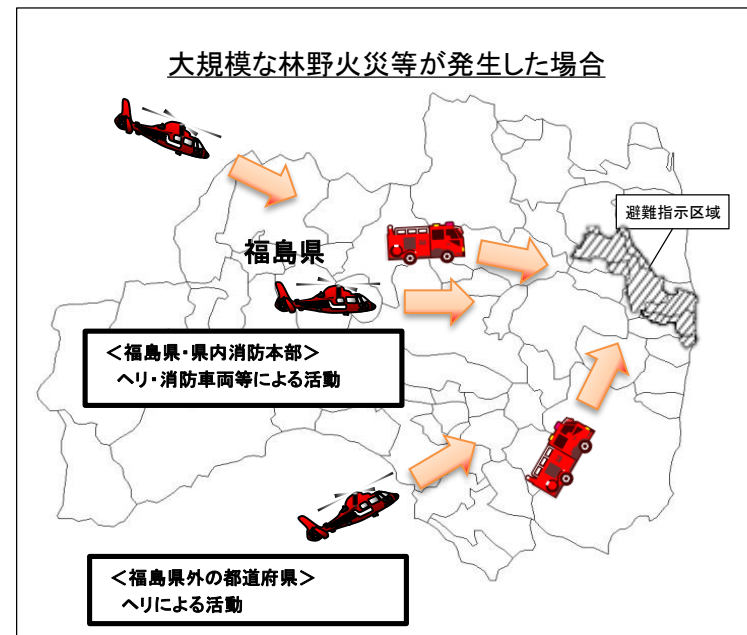 大規模な林野火災等が発生した場合
避難指示区域
福島県
＜福島県・県内消防本部＞
ヘリ・消防車両等による活動
＜福島県外の都道府県＞
ヘリによる活動